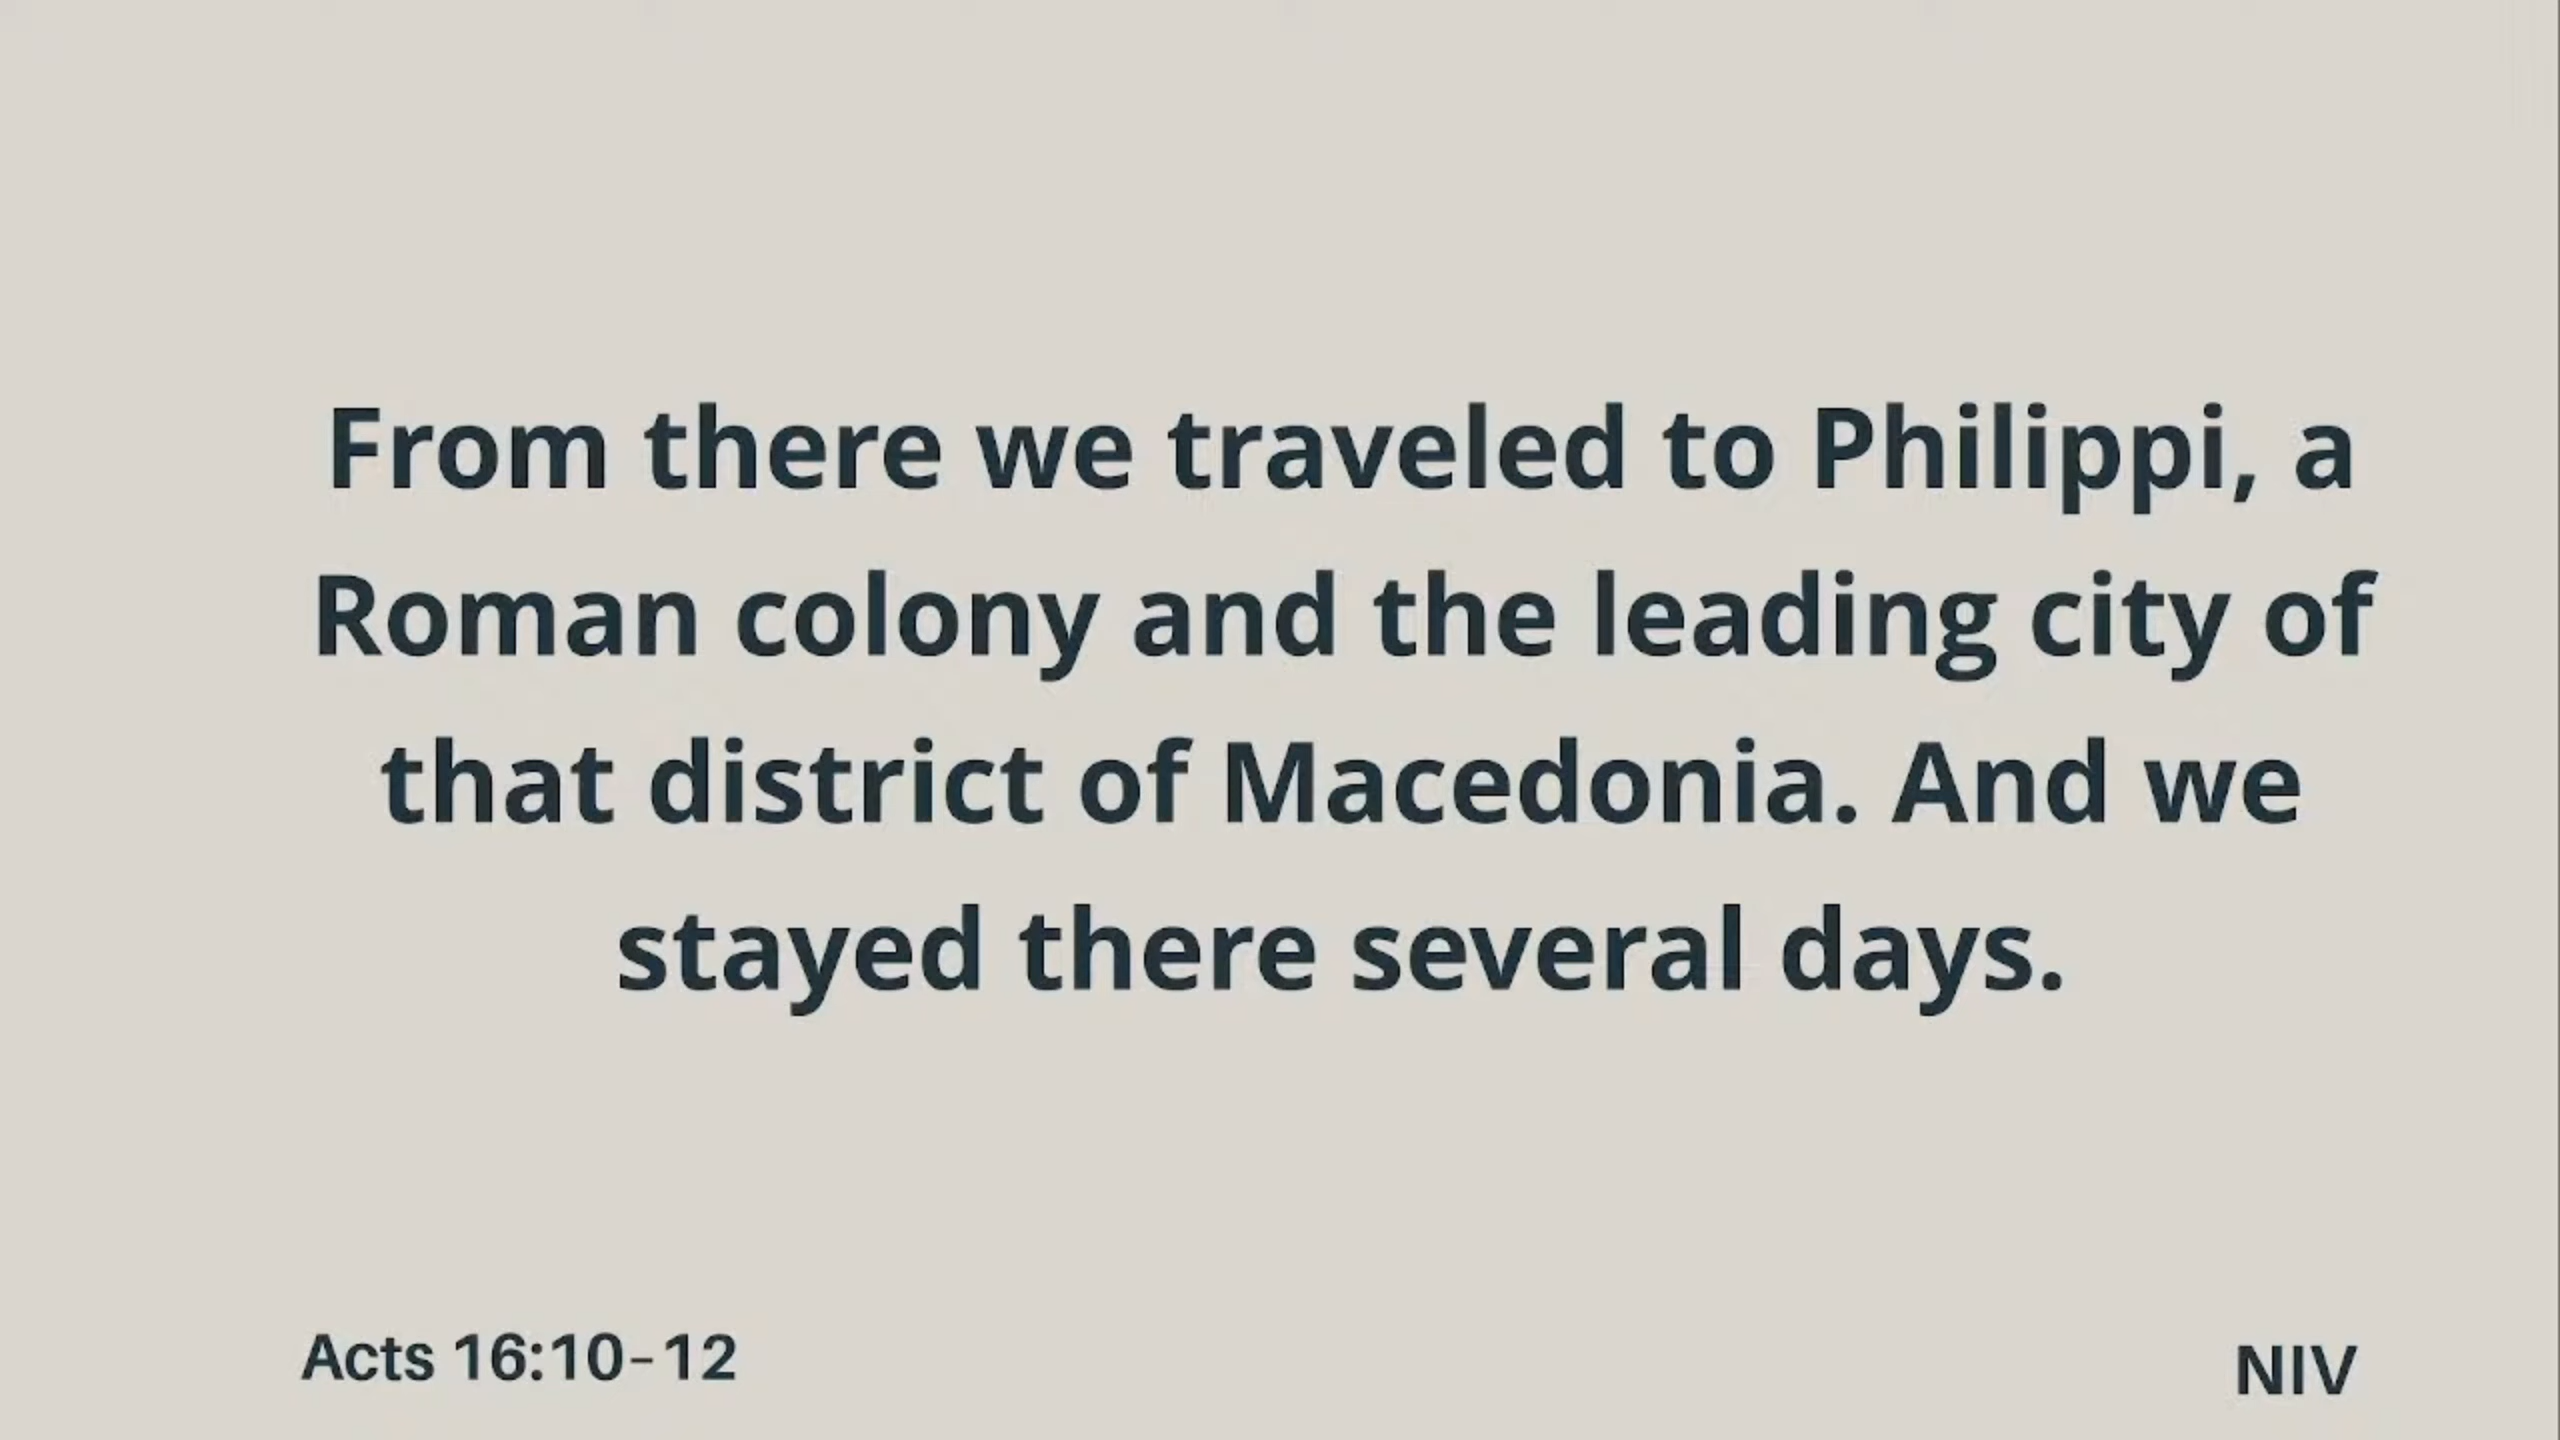 From there we traveled to Philippi, a
Roman colony and the leading city of
that district of Macedonia. And we
stayed there several days.
Acts 16:10-12
NIV